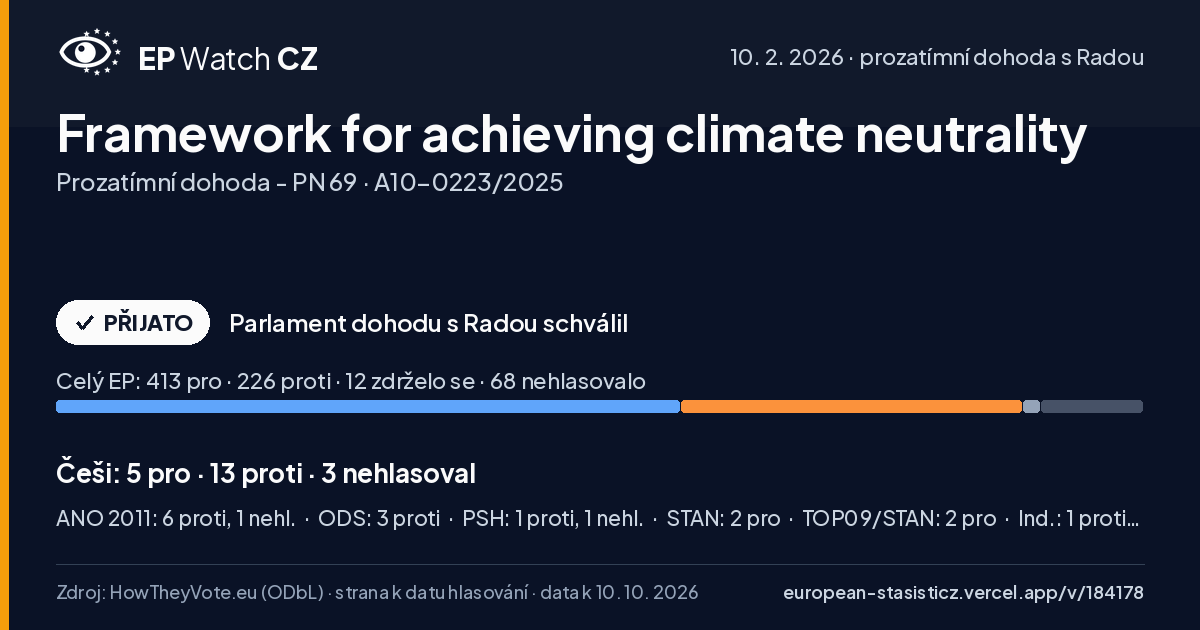 EP Watch CZ
10. 2. 2026 · prozatímní dohoda s Radou
Framework for achieving climate neutrality
Prozatímní dohoda - PN 69 · A10–0223/2025
PŘIJATO
Parlament dohodu s Radou schválil
Celý EP: 413 pro · 226 proti · 12 zdrželo se · 68 nehlasovalo
Češi: 5 pro · 13 proti · 3 nehlasoval
ANO 2011: 6 proti, 1 nehl. · ODS: 3 proti · PSH: 1 proti, 1 nehl. · STAN: 2 pro · TOP09/STAN: 2 pro · Ind.: 1 proti…
Zdroj: HowTheyVote.eu (ODbL) · strana k datu hlasování · data k 10. 10. 2026
european-stasisticz.vercel.app/v/184178